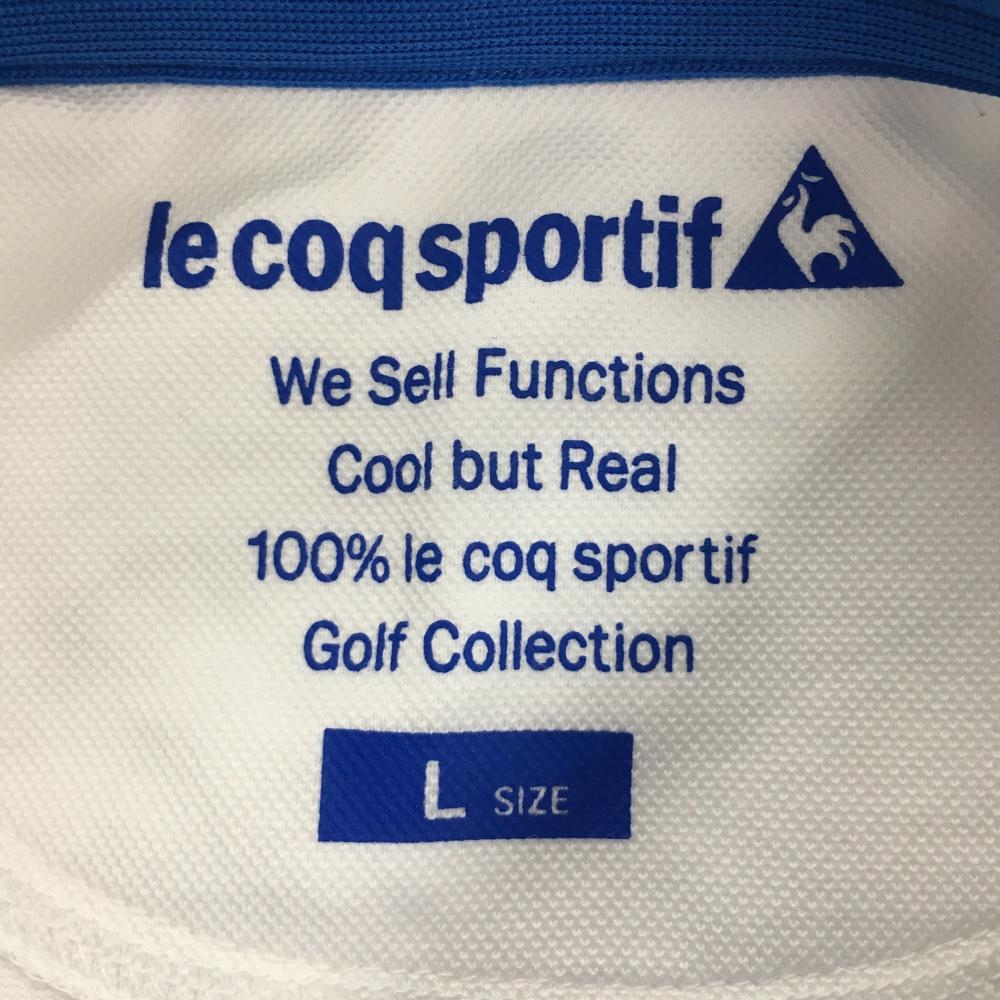 le coq sportif
We Sell Functions
Cool but Real
100% le coq sportif
Golf Collection
L SIZE